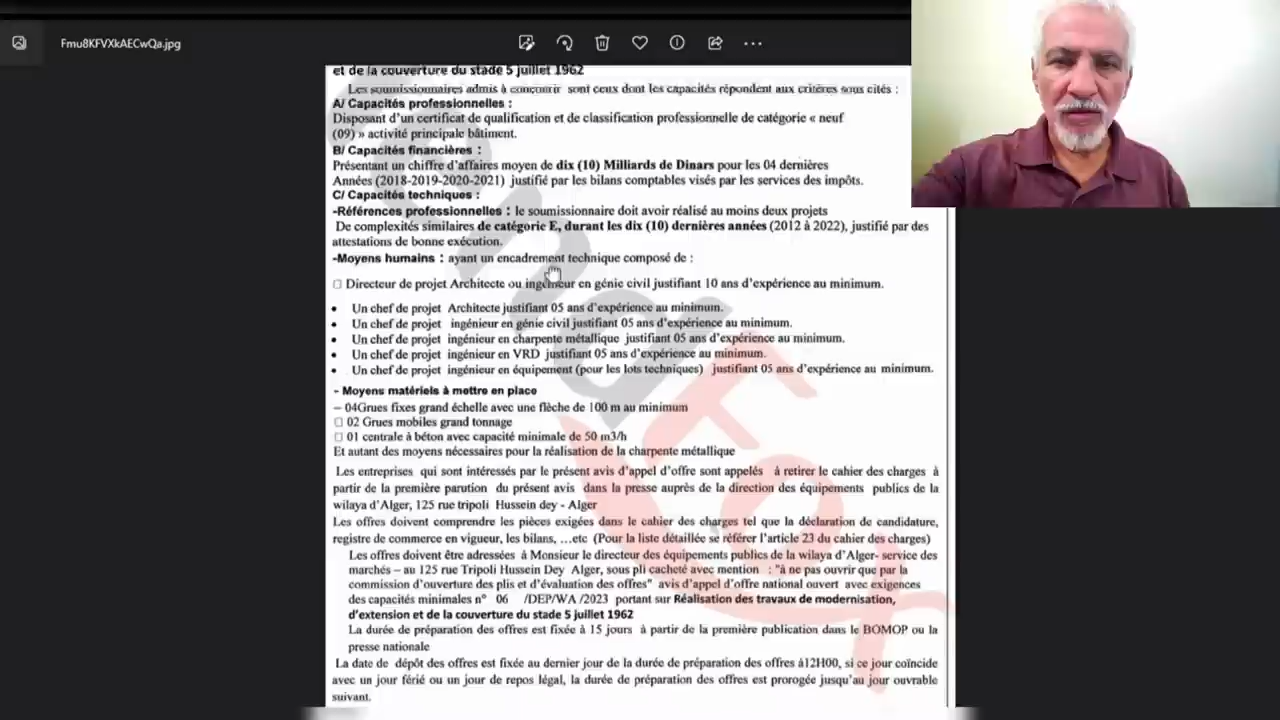 Fmu8KFVXkAECwQa.jpg
et de la couverture du stade 5 juillet 1962
Les soumissionnaires admis à concourir sont ceux dont les capacités répondent aux critères sous cités :
A/ Capacités professionnelles :
Disposant d'un certificat de qualification et de classification professionnelle de catégorie « neuf
(09) » activité principale bâtiment.
B/ Capacités financières :
Présentant un chiffre d'affaires moyen de dix (10) Milliards de Dinars pour les 04 dernières
Années (2018-2019-2020-2021) justifié par les bilans comptables visés par les services des impôts.
C/ Capacités techniques :
-Références professionnelles : le soumissionnaire doit avoir réalisé au moins deux projets
De complexités similaires de catégorie E, durant les dix (10) dernières années (2012 à 2022), justifié par des
attestations de bonne exécution.
-Moyens humains : ayant un encadrement technique composé de :
□ Directeur de projet Architecte ou ingénieur en génie civil justifiant 10 ans d'expérience au minimum.
• Un chef de projet Architecte justifiant 05 ans d'expérience au minimum.
• Un chef de projet ingénieur en génie civil justifiant 05 ans d'expérience au minimum.
• Un chef de projet ingénieur en charpente métallique justifiant 05 ans d'expérience au minimum.
• Un chef de projet ingénieur en VRD justifiant 05 ans d'expérience au minimum.
• Un chef de projet ingénieur en équipement (pour les lots techniques) justifiant 05 ans d'expérience au minimum.
- Moyens matériels à mettre en place
– 04Grues fixes grand échelle avec une flèche de 100 m au minimum
□ 02 Grues mobiles grand tonnage
□ 01 centrale à béton avec capacité minimale de 50 m3/h
Et autant des moyens nécessaires pour la réalisation de la charpente métallique
Les entreprises qui sont intéressés par le présent avis d'appel d'offre sont appelés à retirer le cahier des charges à
partir de la première parution du présent avis dans la presse auprès de la direction des équipements publics de la
wilaya d'Alger, 125 rue tripoli Hussein dey - Alger
Les offres doivent comprendre les pièces exigées dans le cahier des charges tel que la déclaration de candidature,
registre de commerce en vigueur, les bilans, …etc (Pour la liste détaillée se référer l'article 23 du cahier des charges)
Les offres doivent être adressées à Monsieur le directeur des équipements publics de la wilaya d'Alger- service des
marchés – au 125 rue Tripoli Hussein Dey Alger, sous pli cacheté avec mention : "à ne pas ouvrir que par la
commission d'ouverture des plis et d'évaluation des offres" avis d'appel d'offre national ouvert avec exigences
des capacités minimales n° 06 /DEP/WA /2023 portant sur Réalisation des travaux de modernisation,
d'extension et de la couverture du stade 5 juillet 1962
La durée de préparation des offres est fixée à 15 jours à partir de la première publication dans le BOMOP ou la
presse nationale
La date de dépôt des offres est fixée au dernier jour de la durée de préparation des offres à12H00, si ce jour coïncide
avec un jour férié ou un jour de repos légal, la durée de préparation des offres est prorogée jusqu'au jour ouvrable
suivant.